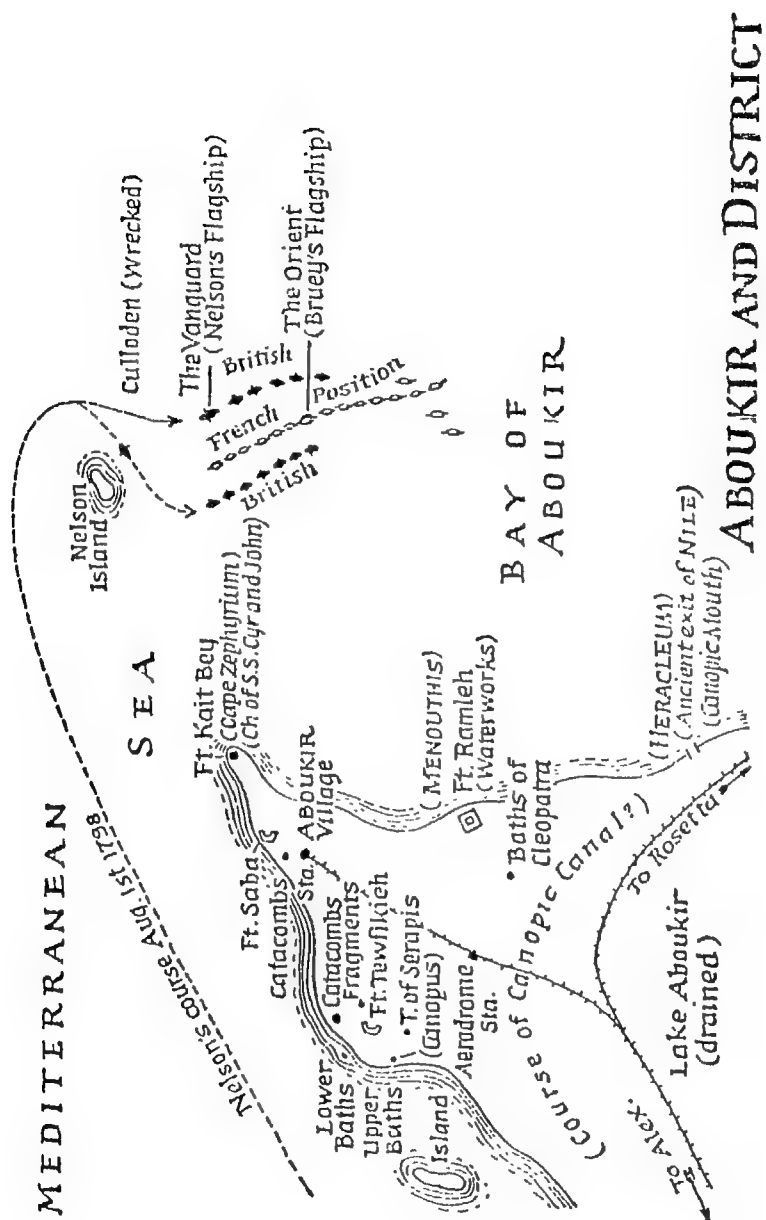 MEDITERRANEAN
SEA
Nelson's course Aug. 1st 1798
Nelson
Island
Culloden (wrecked)
The Vanguard
(Nelson's Flagship)
British
French Position
British
The Orient
(Bruey's Flagship)
Ft. Kait Bey
(Cape Zephyrium)
(Ch of S.S. Cyr and John)
Ft. Saba
Catacombs
Sta.
ABOUKIR
Village
Catacombs
Fragments
Ft. Tewfikieh
T. of Serapis
(Canopus)
Lower
Baths
Upper
Baths
Island
BAY OF
ABOUKIR
(MENOUTHIS)
Ft. Ramleh
(Waterworks)
Baths of
Cleopatra
Aerodrome
Sta.
(Course of Canopic Canal?)
(HERACLEUM)
(Ancient exit of NILE)
(Canopic Mouth)
To Rosetta
To Alex.
Lake Aboukir
(drained)
ABOUKIR AND DISTRICT